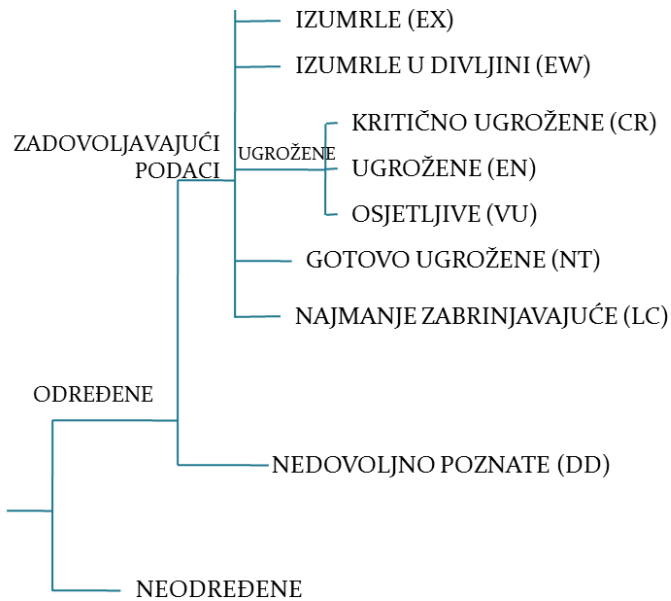 IZUMRLE (EX)
IZUMRLE U DIVLJINI (EW)
KRITIČNO UGROŽENE (CR)
ZADOVOLJAVAJUĆI
PODACI
UGROŽENE
UGROŽENE (EN)
OSJETLJIVE (VU)
GOTOVO UGROŽENE (NT)
NAJMANJE ZABRINJAVAJUĆE (LC)
ODREĐENE
NEDOVOLJNO POZNATE (DD)
NEODREĐENE